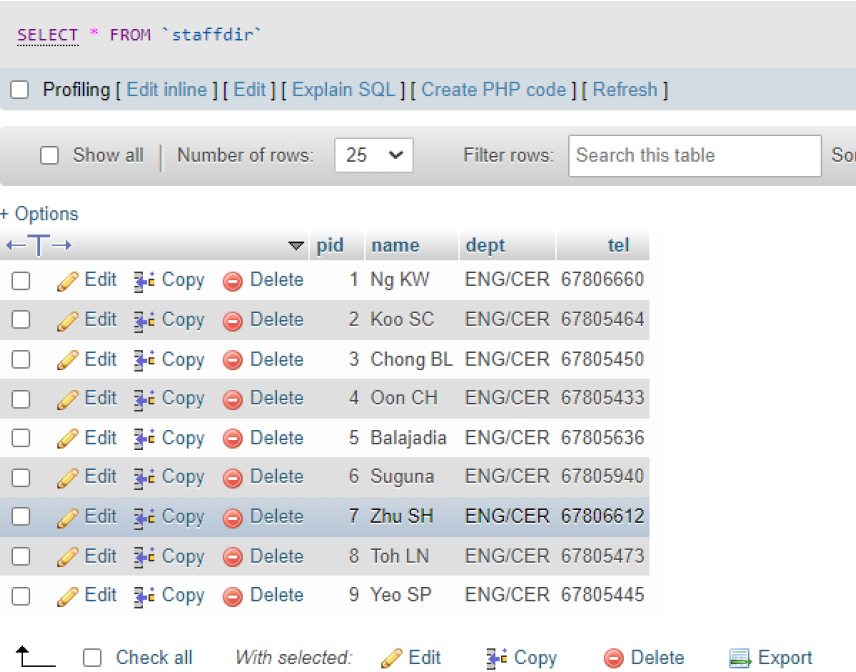 SELECT * FROM `staffdir`
Profiling [ Edit inline ] [ Edit ] [ Explain SQL ] [ Create PHP code ] [ Refresh ]
Show all | Number of rows: 25 Filter rows: Search this table So
+ Options
←T→ pid name dept tel
Edit Copy Delete 1 Ng KW ENG/CER 67806660
Edit Copy Delete 2 Koo SC ENG/CER 67805464
Edit Copy Delete 3 Chong BL ENG/CER 67805450
Edit Copy Delete 4 Oon CH ENG/CER 67805433
Edit Copy Delete 5 Balajadia ENG/CER 67805636
Edit Copy Delete 6 Suguna ENG/CER 67805940
Edit Copy Delete 7 Zhu SH ENG/CER 67806612
Edit Copy Delete 8 Toh LN ENG/CER 67805473
Edit Copy Delete 9 Yeo SP ENG/CER 67805445
Check all With selected: Edit Copy Delete Export